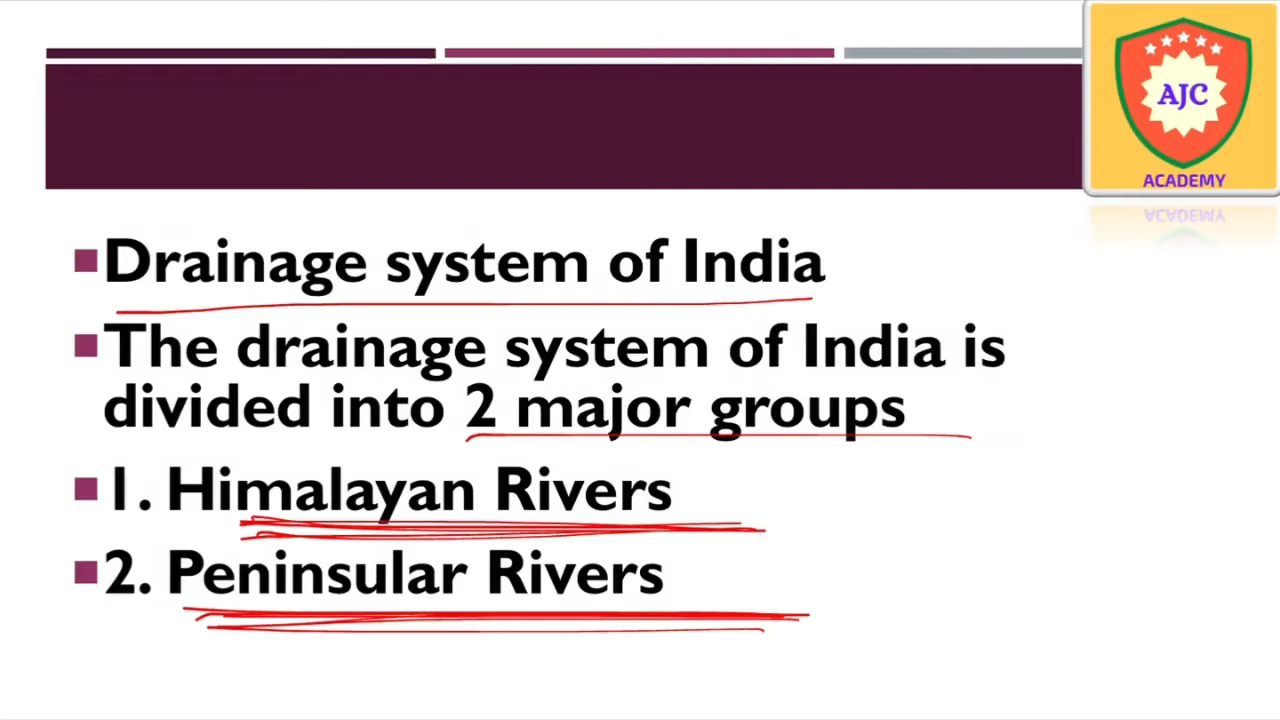 AJC
ACADEMY
Drainage system of India
The drainage system of India is
divided into 2 major groups
1. Himalayan Rivers
2. Peninsular Rivers